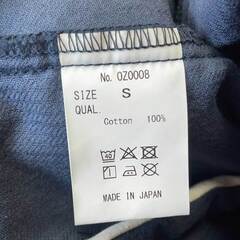 No. OZ0008
SIZE S
QUAL.
Cotton 100%
40
MADE IN JAPAN